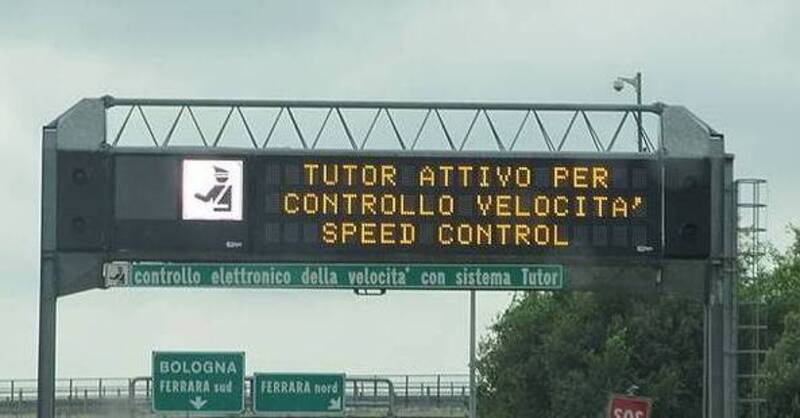 TUTOR ATTIVO PER
CONTROLLO VELOCITA'
SPEED CONTROL
controllo elettronico della velocita' con sistema Tutor
BOLOGNA
FERRARA sud
FERRARA nord
SOS